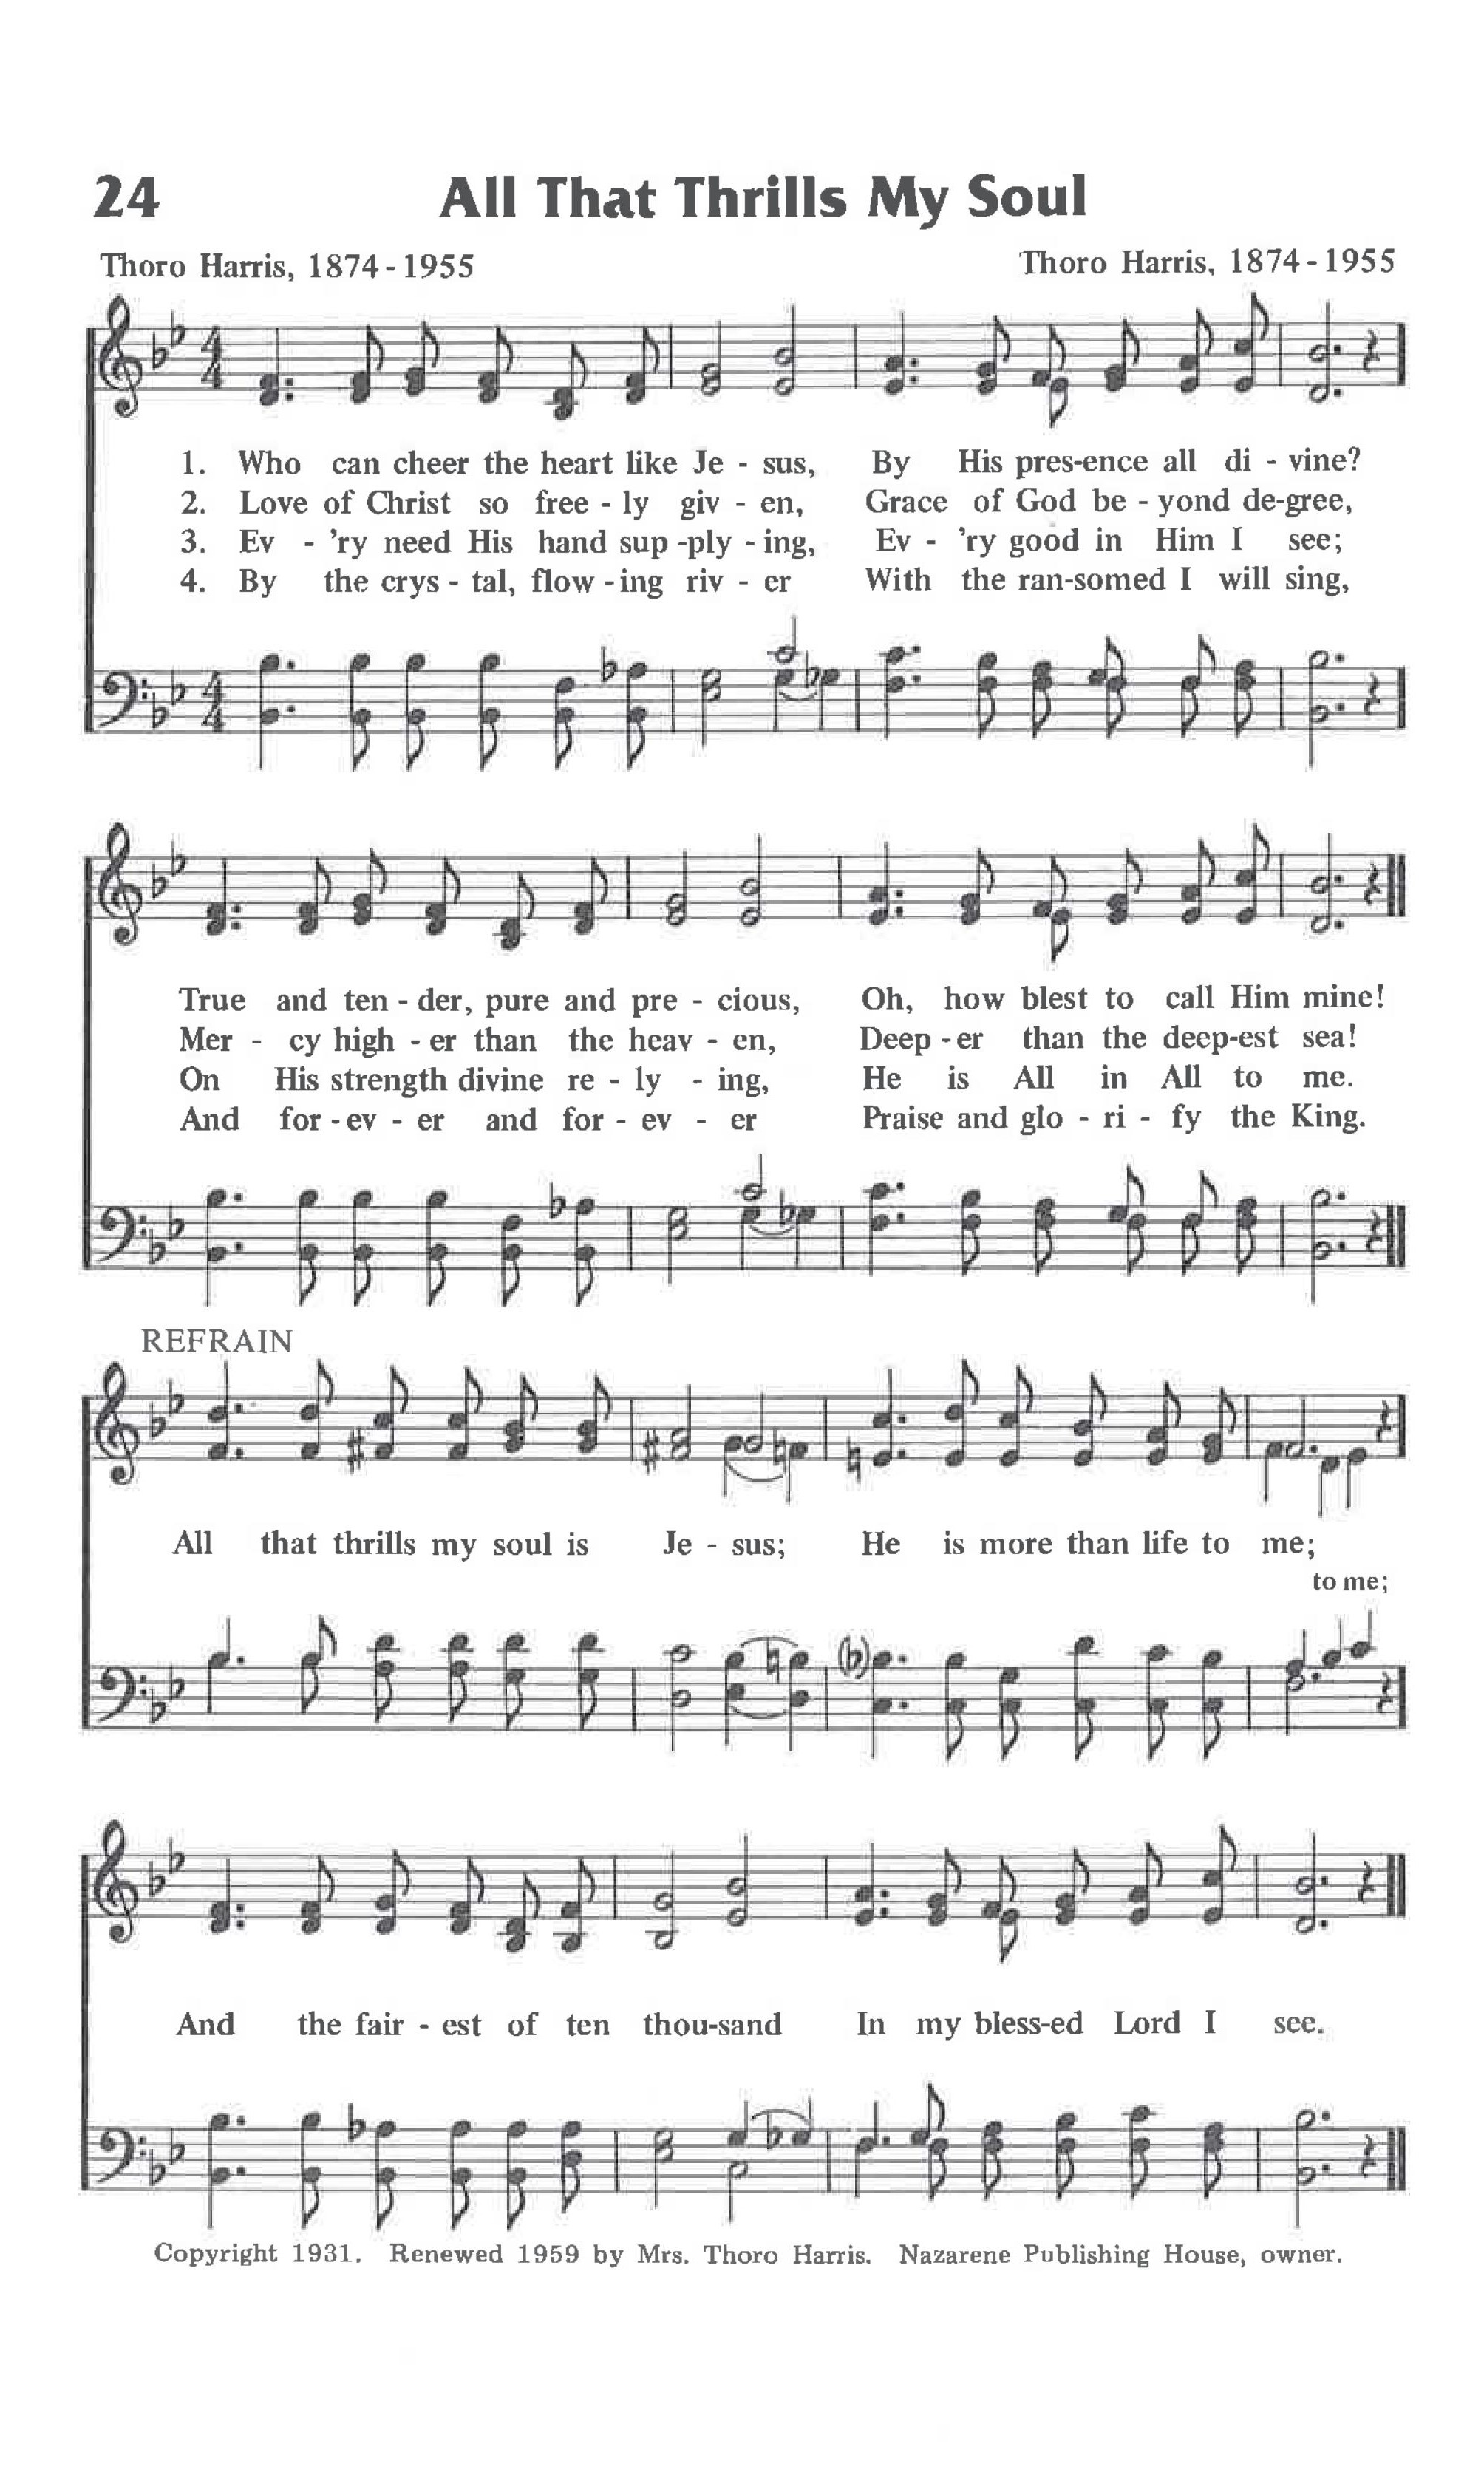 24 All That Thrills My Soul
Thoro Harris, 1874-1955 Thoro Harris, 1874-1955
1. Who can cheer the heart like Je - sus, By His pres-ence all di - vine?
2. Love of Christ so free - ly giv - en, Grace of God be - yond de-gree,
3. Ev - 'ry need His hand sup -ply - ing, Ev - 'ry good in Him I see;
4. By the crys - tal, flow -ing riv - er With the ran-somed I will sing,
True and ten - der, pure and pre - cious, Oh, how blest to call Him mine!
Mer - cy high - er than the heav - en, Deep - er than the deep-est sea!
On His strength divine re - ly - ing, He is All in All to me.
And for - ev - er and for - ev - er Praise and glo - ri - fy the King.
REFRAIN
All that thrills my soul is Je - sus; He is more than life to me;
to me;
And the fair - est of ten thou-sand In my bless-ed Lord I see.
Copyright 1931. Renewed 1959 by Mrs. Thoro Harris. Nazarene Publishing House, owner.